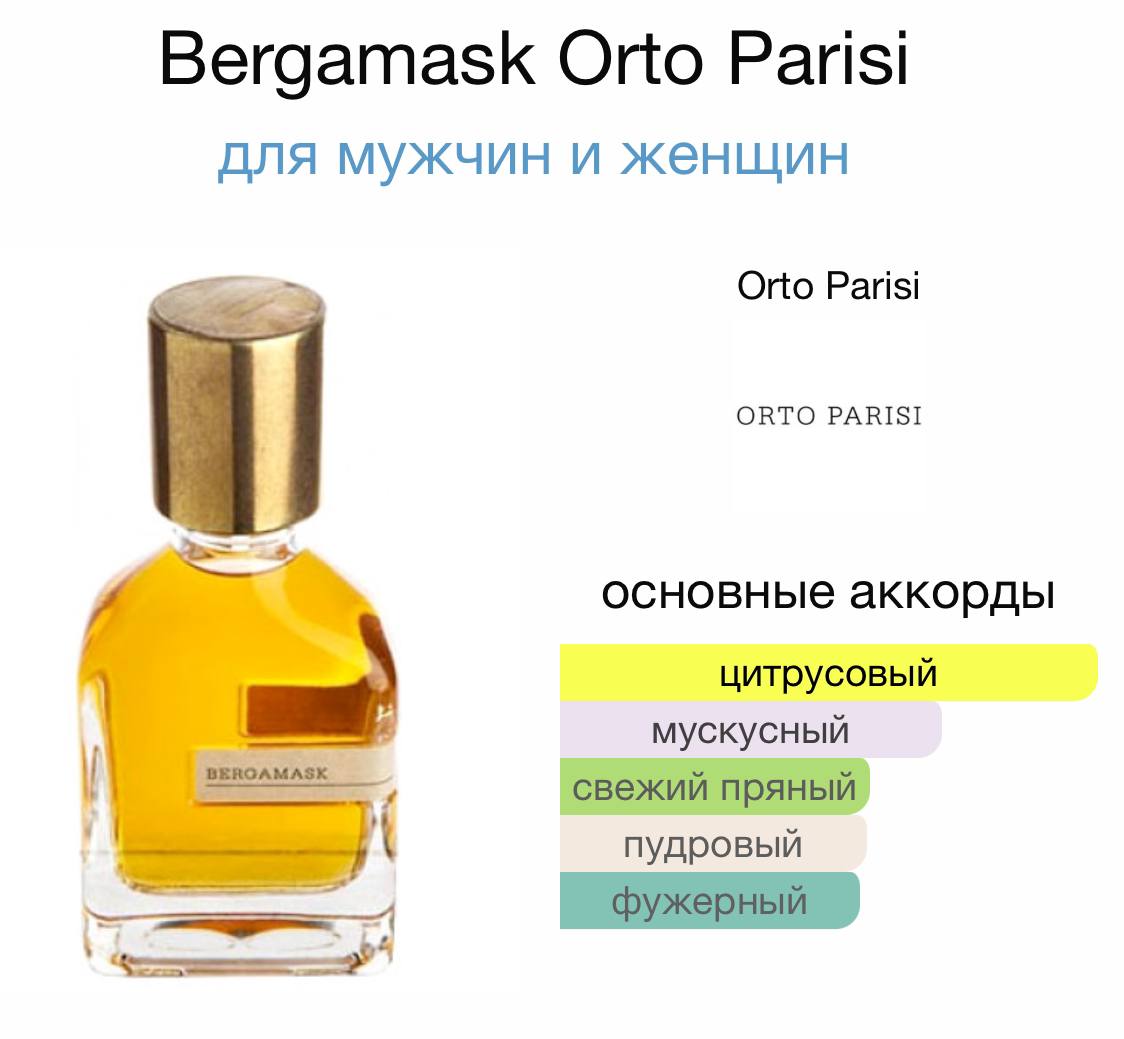 Bergamask Orto Parisi
для мужчин и женщин
Orto Parisi
ORTO PARISI
основные аккорды
цитрусовый
мускусный
свежий пряный
пудровый
фужерный
BERGAMASK